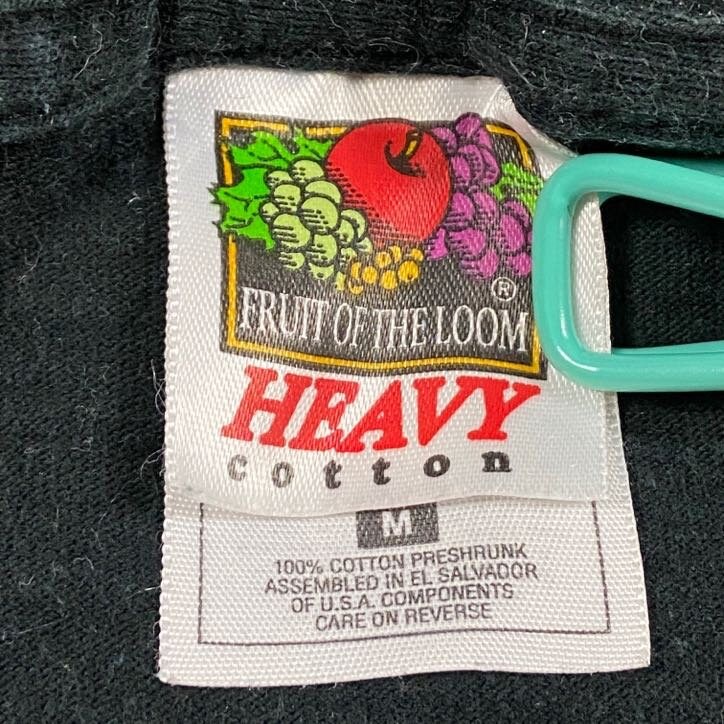 ®
FRUIT OF THE LOOM
HEAVY
cotton
M
100% COTTON PRESHRUNK
ASSEMBLED IN EL SALVADOR
OF U.S.A. COMPONENTS
CARE ON REVERSE